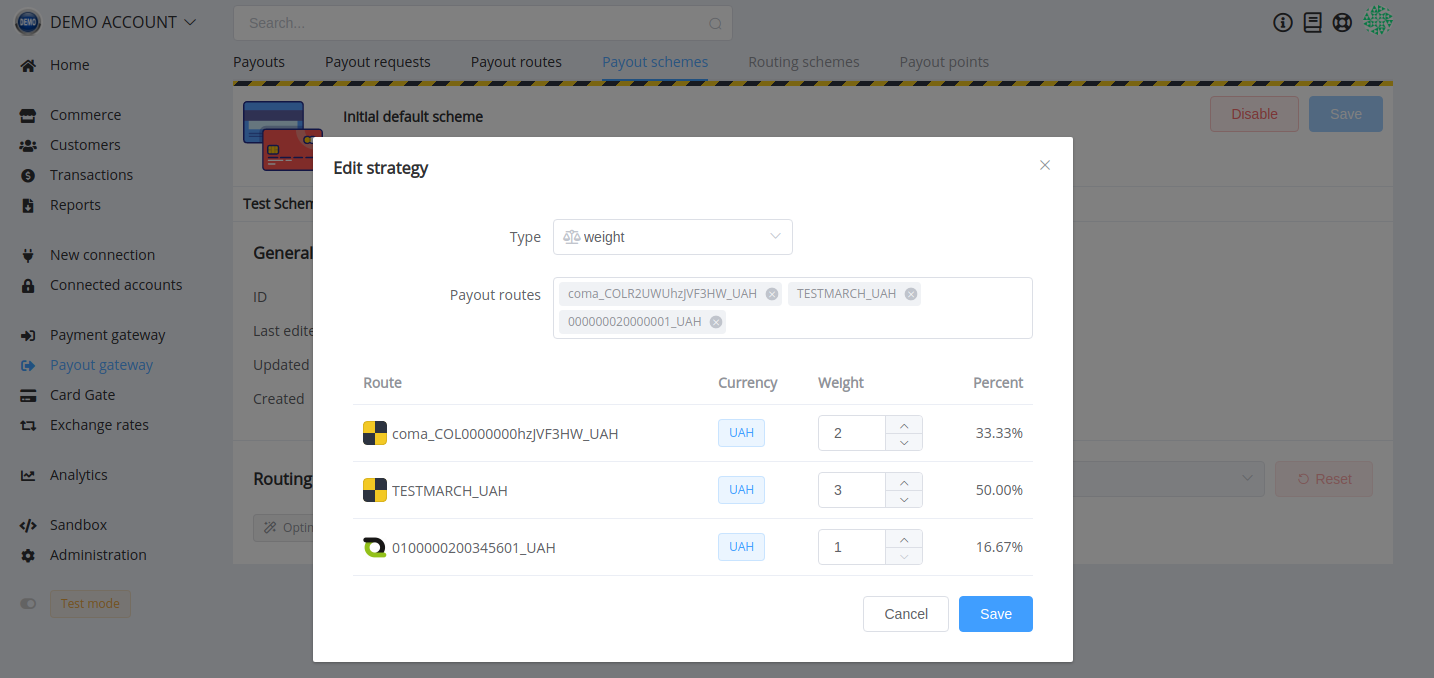 DEMO
DEMO ACCOUNT
Search...
Home
Commerce
Customers
Transactions
Reports
New connection
Connected accounts
Payment gateway
Payout gateway
Card Gate
Exchange rates
Analytics
Sandbox
Administration
Test mode
Payouts Payout requests Payout routes Payout schemes Routing schemes Payout points
Initial default scheme
Disable Save
Test Schem
General
ID
Last edite
Updated
Created
Routing
Reset
Optin
Edit strategy
Type weight
Payout routes coma_COLR2UWUhzJVF3HW_UAH TESTMARCH_UAH
000000020000001_UAH
Route Currency Weight Percent
coma_COL0000000hzJVF3HW_UAH UAH 2 33.33%
TESTMARCH_UAH UAH 3 50.00%
0100000200345601_UAH UAH 1 16.67%
Cancel Save